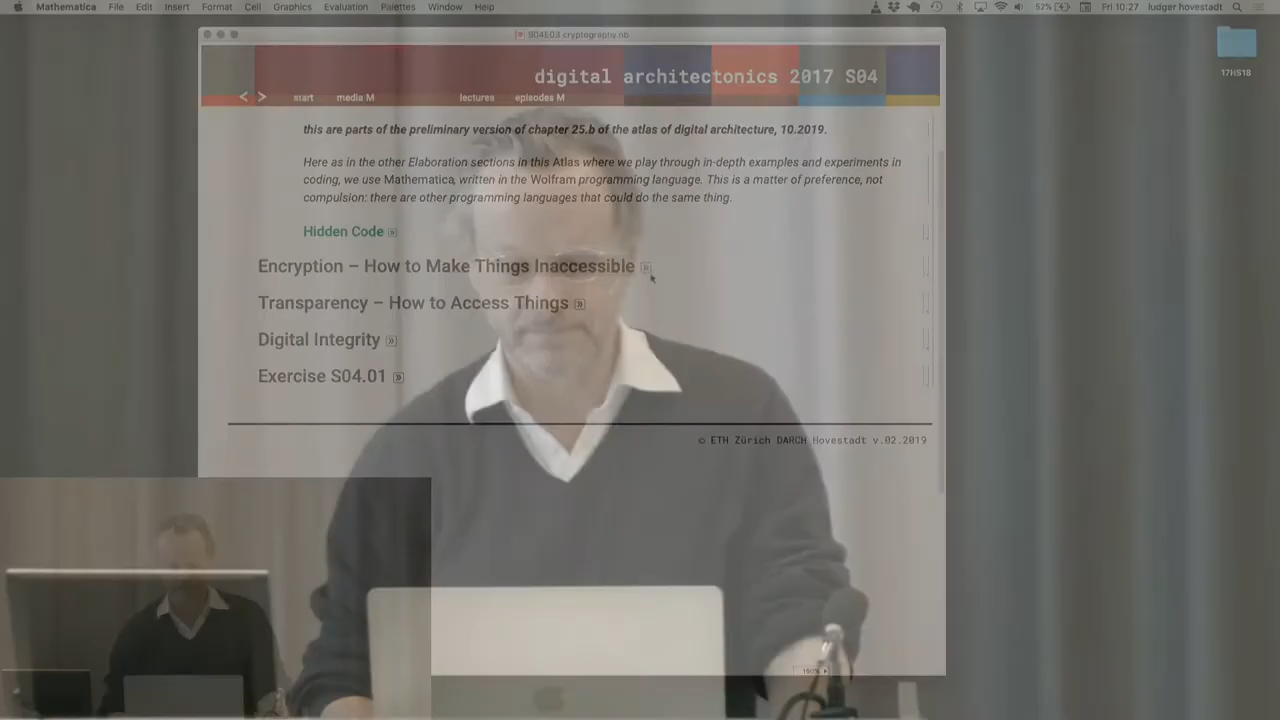 Mathematica File Edit Insert Format Cell Graphics Evaluation Palettes Window Help 52% Fri 10:27 ludger hovestadt
S04E03 cryptography.nb
17HS18
digital architectonics 2017 S04
< > start media M lectures episodes M
this are parts of the preliminary version of chapter 25.b of the atlas of digital architecture, 10.2019.
Here as in the other Elaboration sections in this Atlas where we play through in-depth examples and experiments in
coding, we use Mathematica, written in the Wolfram programming language. This is a matter of preference, not
compulsion: there are other programming languages that could do the same thing.
Hidden Code
Encryption – How to Make Things Inaccessible
Transparency – How to Access Things
Digital Integrity
Exercise S04.01
© ETH Zürich DARCH Hovestadt v.02.2019